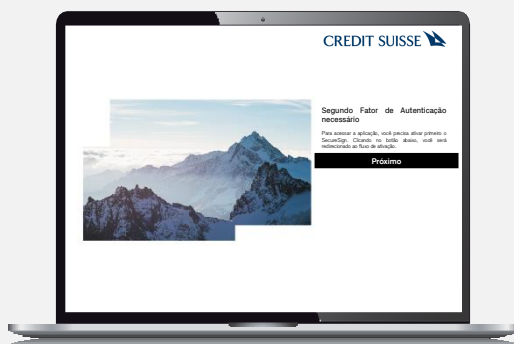 CREDIT SUISSE
Segundo Fator de Autenticação
necessário
Para acessar a aplicação, você precisa ativar primeiro o
SecureSign. Clicando no botão abaixo, você será
redirecionado ao fluxo de ativação.
Próximo